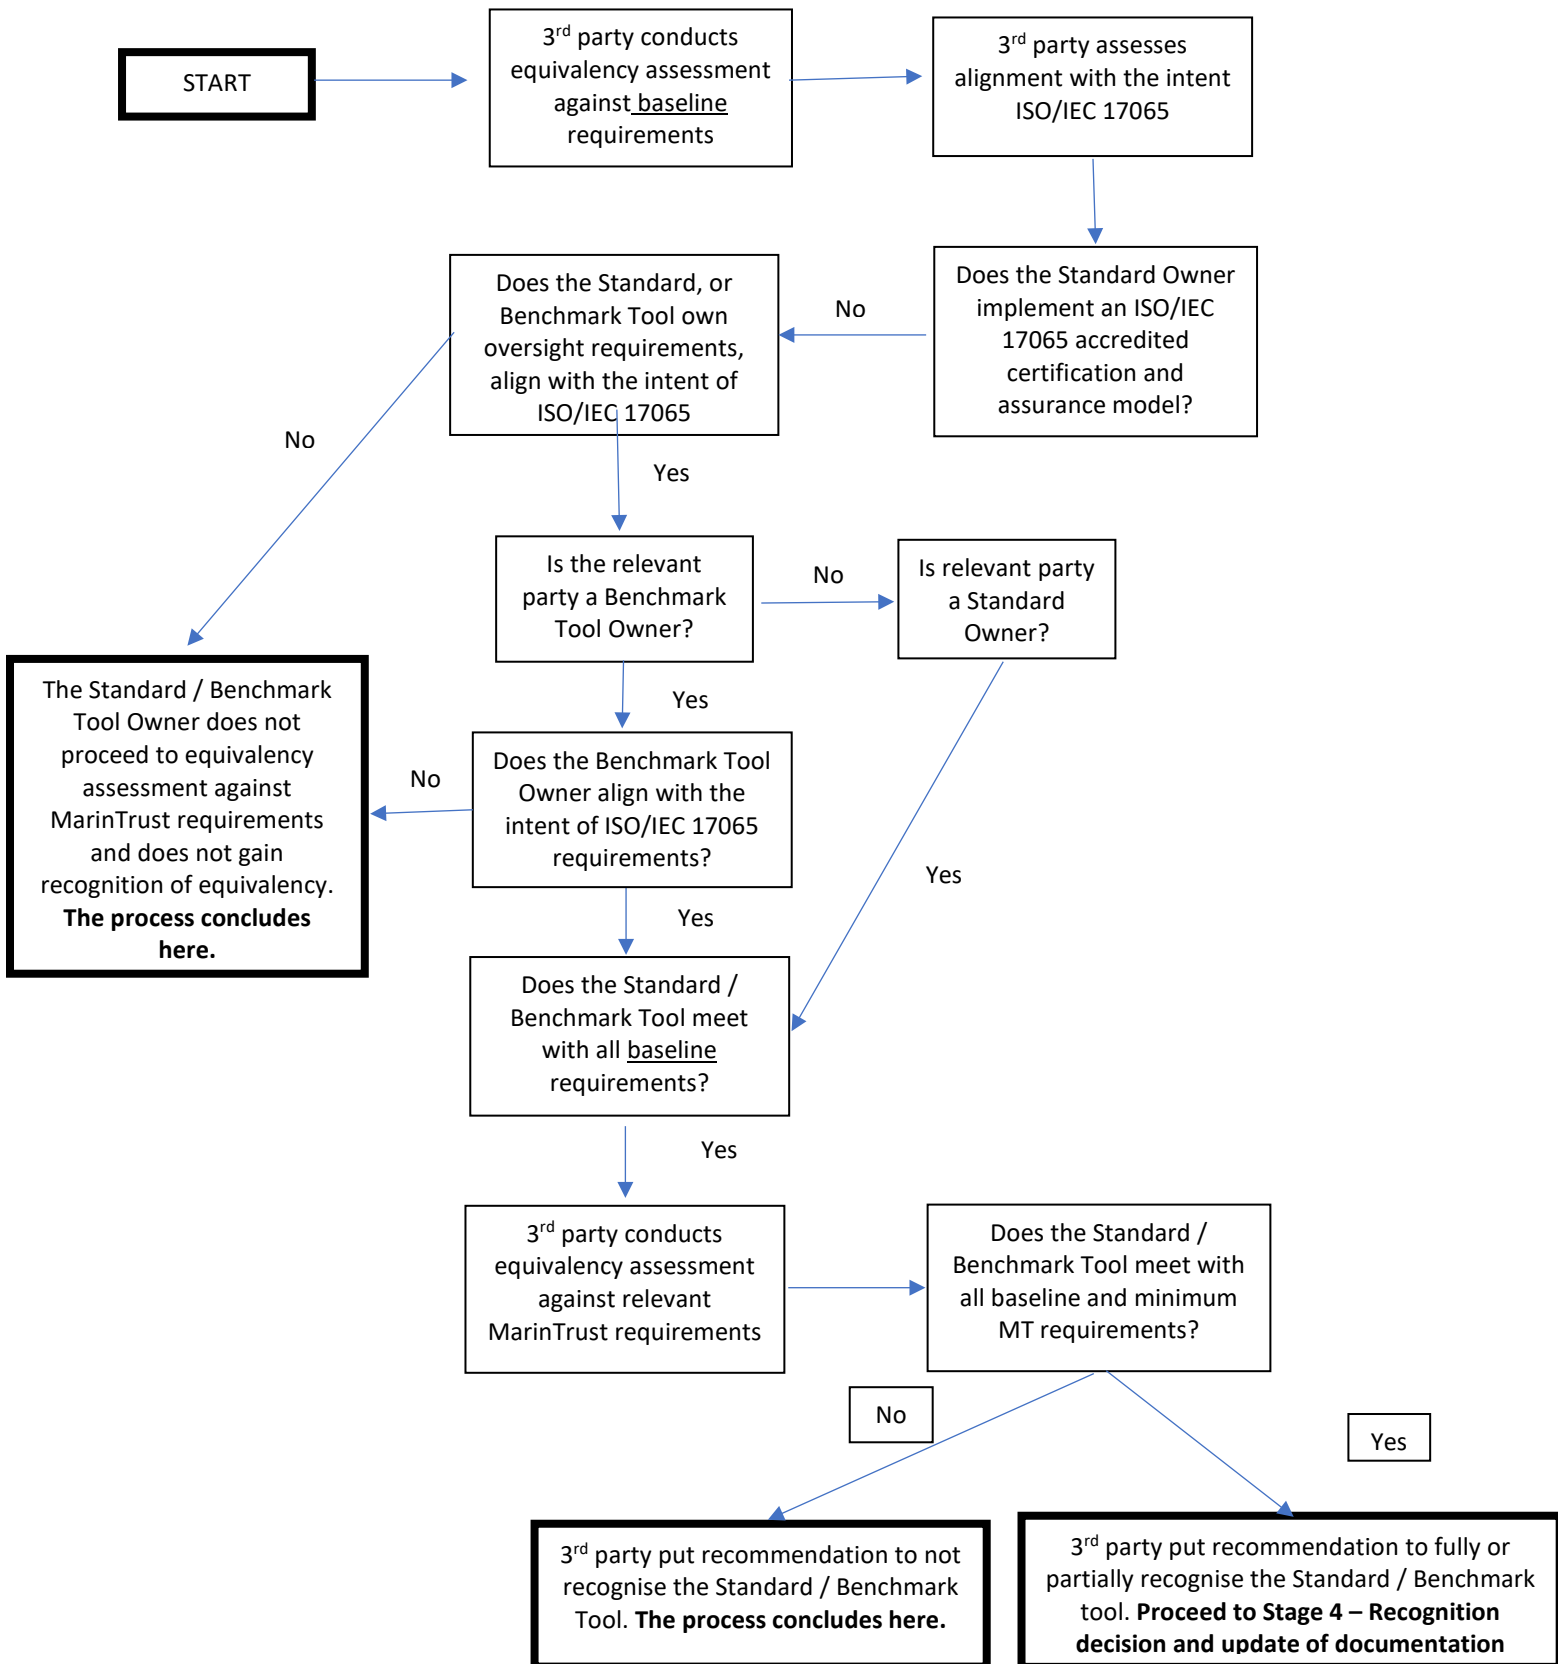 START
3rd party conducts
equivalency assessment
against baseline
requirements
3rd party assesses
alignment with the intent
ISO/IEC 17065
Does the Standard, or
Benchmark Tool own
oversight requirements,
align with the intent of
ISO/IEC 17065
No
Does the Standard Owner
implement an ISO/IEC
17065 accredited
certification and
assurance model?
No
Yes
Is the relevant
party a Benchmark
Tool Owner?
No
Is relevant party
a Standard
Owner?
The Standard / Benchmark
Tool Owner does not
proceed to equivalency
assessment against
MarinTrust requirements
and does not gain
recognition of equivalency.
The process concludes
here.
Yes
No
Does the Benchmark Tool
Owner align with the
intent of ISO/IEC 17065
requirements?
Yes
Yes
Does the Standard /
Benchmark Tool meet
with all baseline
requirements?
Yes
3rd party conducts
equivalency assessment
against relevant
MarinTrust requirements
Does the Standard /
Benchmark Tool meet with
all baseline and minimum
MT requirements?
No
Yes
3rd party put recommendation to not
recognise the Standard / Benchmark
Tool. The process concludes here.
3rd party put recommendation to fully or
partially recognise the Standard / Benchmark
tool. Proceed to Stage 4 – Recognition
decision and update of documentation